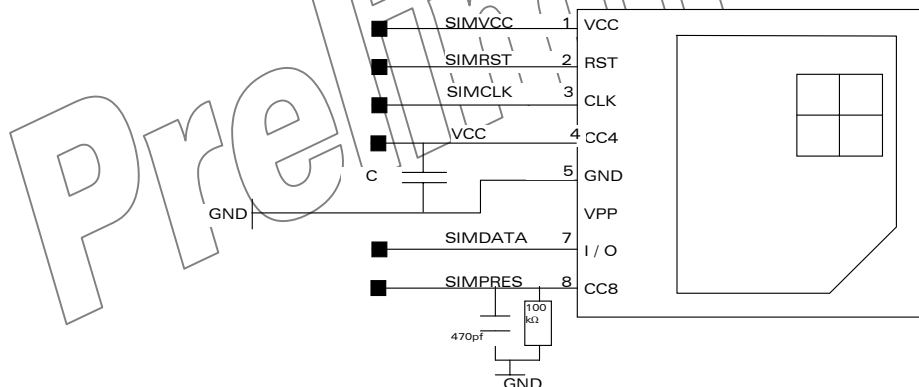 Prelim
SIMVCC 1 VCC
SIMRST 2 RST
SIMCLK 3 CLK
VCC 4 CC4
C 5 GND
GND VPP
SIMDATA 7 I / O
SIMPRES 8 CC8
100
kΩ
470pf
GND